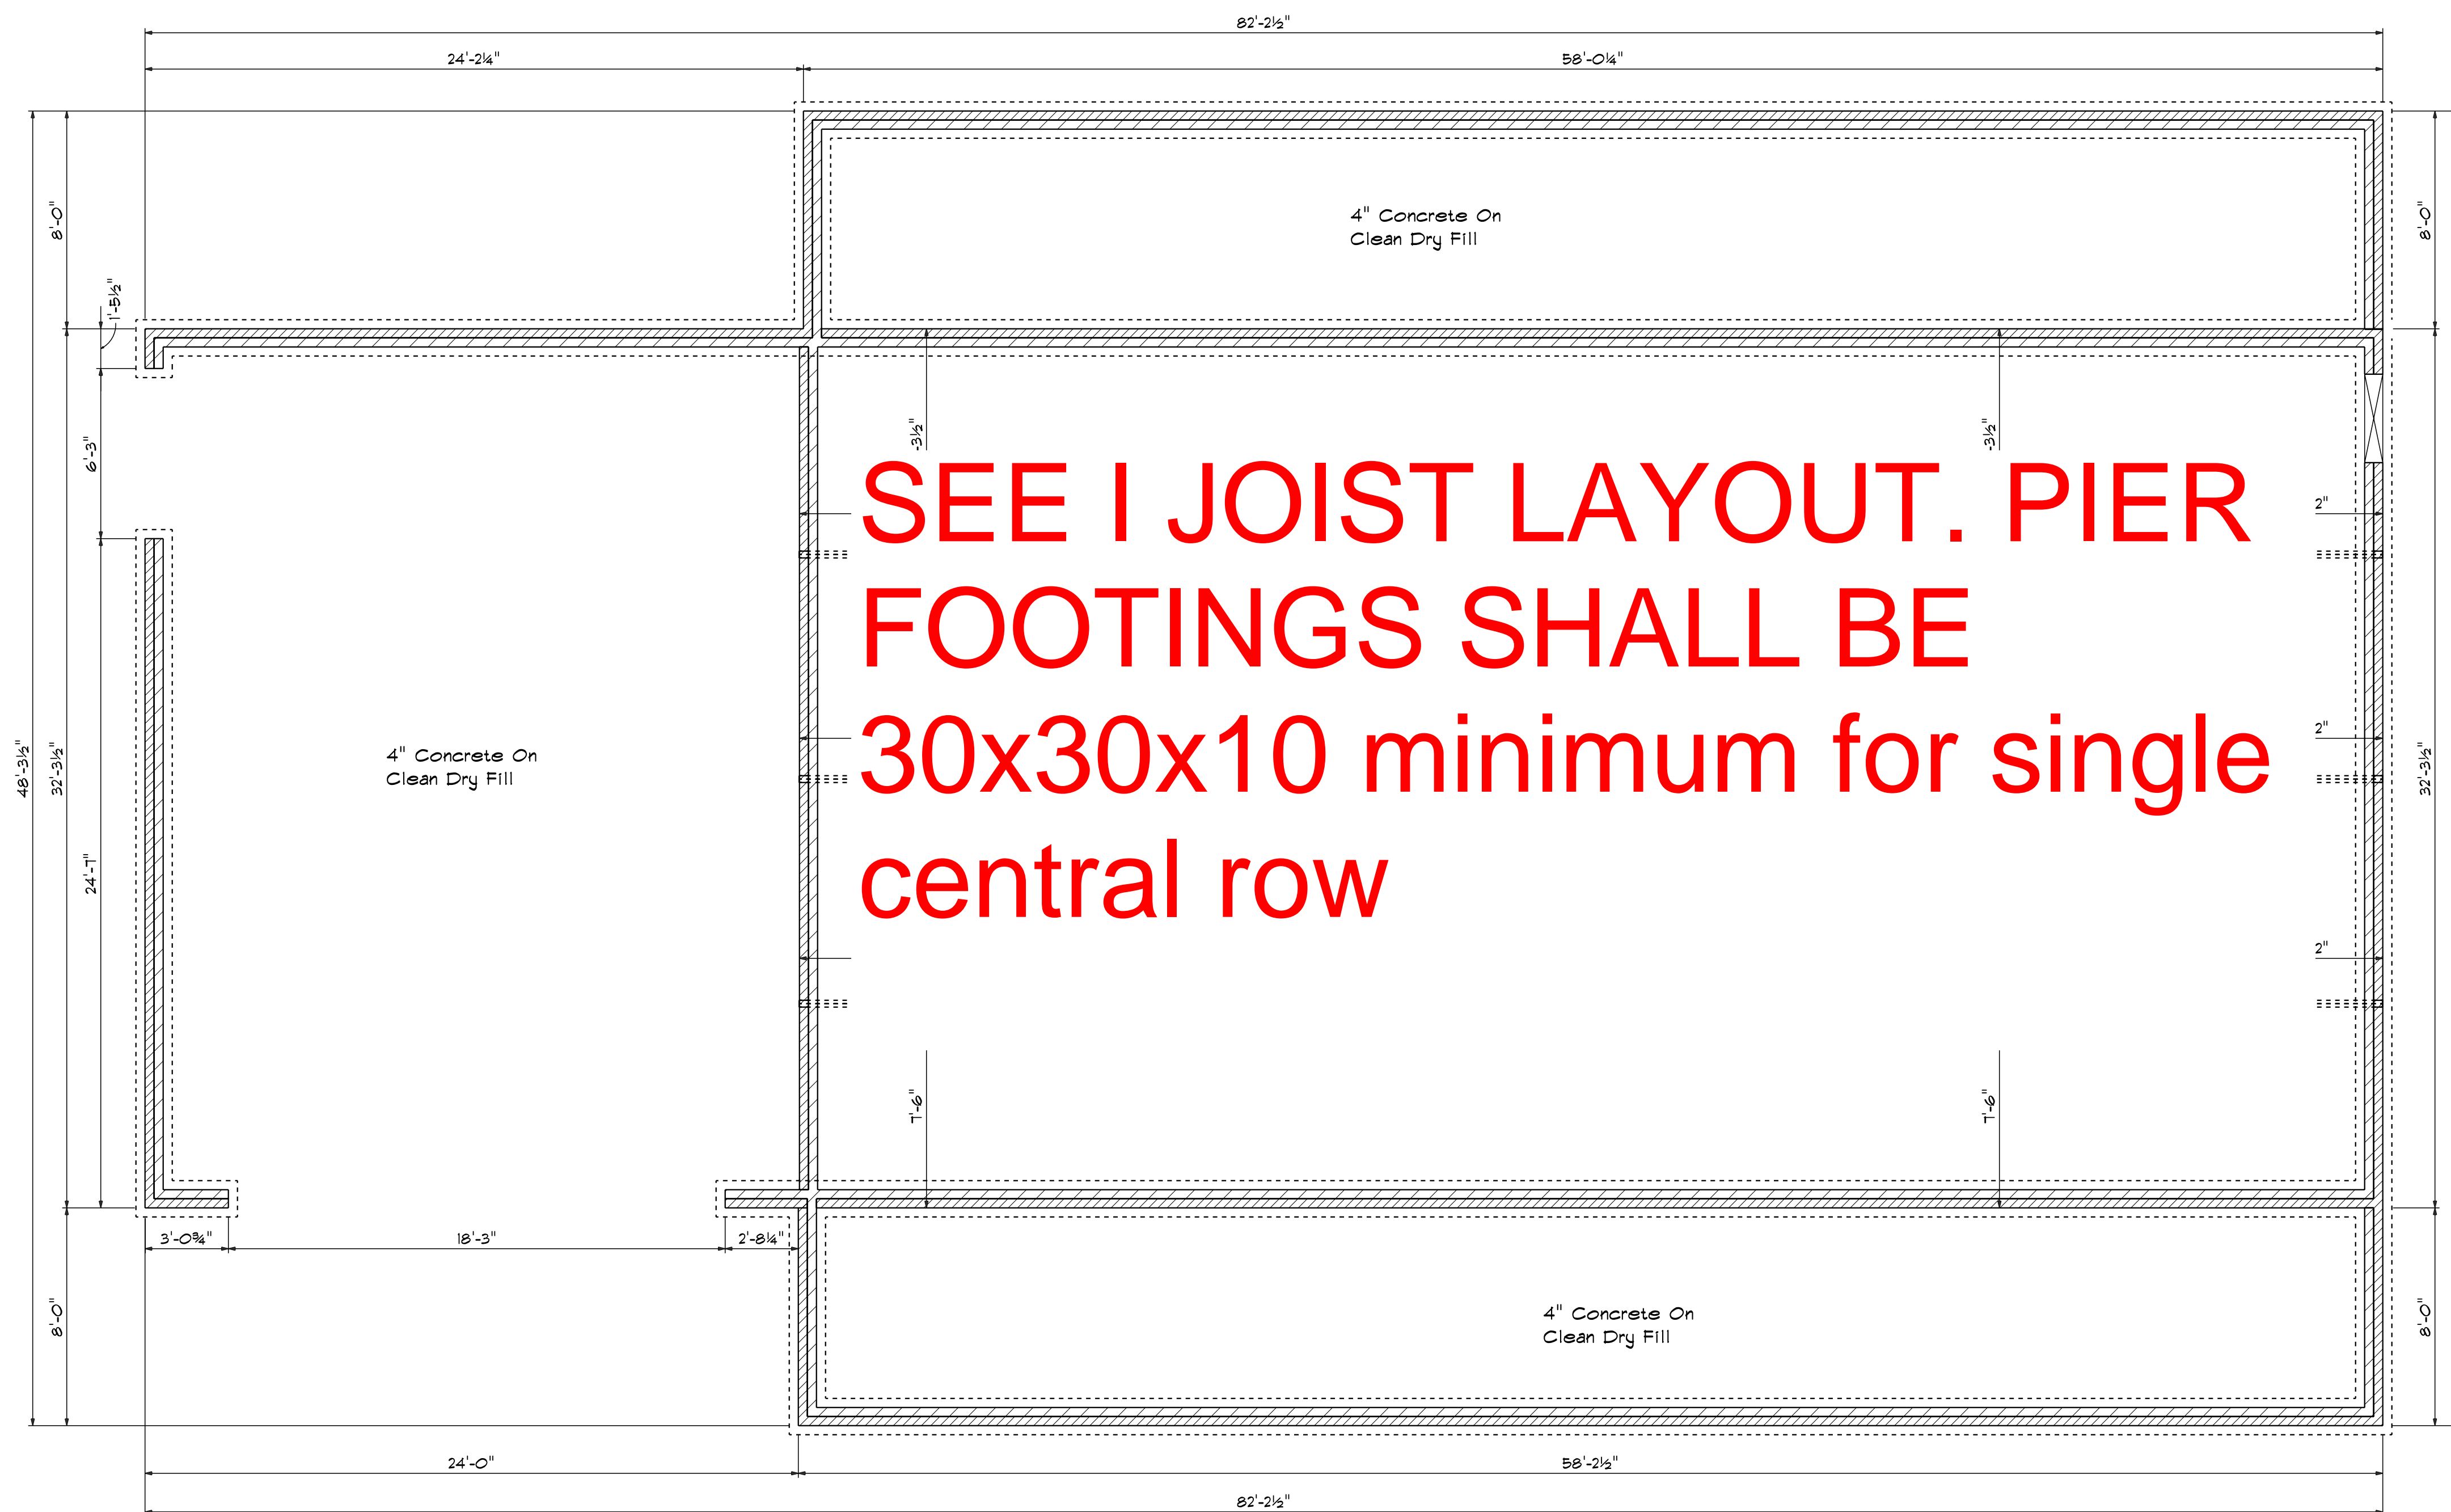 82'-2½"
24'-2¼"
58'-0¼"
8'-0"
8'-0"
4" Concrete On
Clean Dry Fill
1'-5½"
6'-3"
-3½"
-3½"
SEE I JOIST LAYOUT. PIER
FOOTINGS SHALL BE
30x30x10 minimum for single
central row
2"
2"
2"
48'-3½"
32'-3½"
32'-3½"
24'-7"
4" Concrete On
Clean Dry Fill
7'-6"
7'-6"
3'-0¾"
18'-3"
2'-8¼"
8'-0"
8'-0"
4" Concrete On
Clean Dry Fill
24'-0"
58'-2½"
82'-2½"